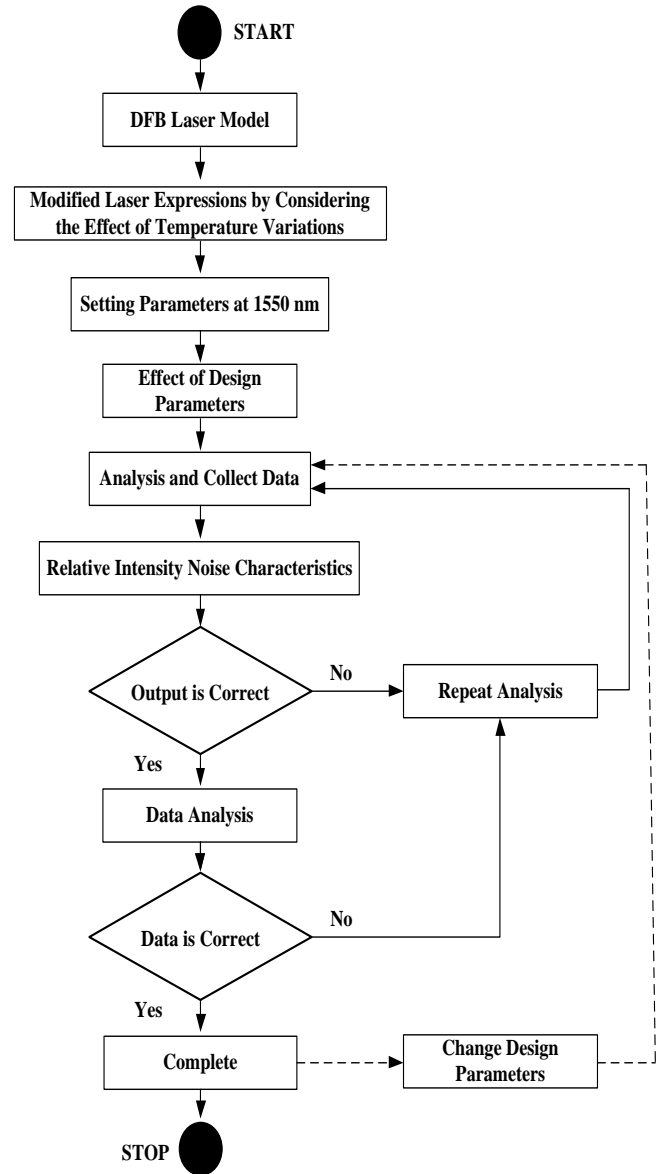 START
DFB Laser Model
Modified Laser Expressions by Considering
the Effect of Temperature Variations
Setting Parameters at 1550 nm
Effect of Design
Parameters
Analysis and Collect Data
Relative Intensity Noise Characteristics
Output is Correct
No
Repeat Analysis
Yes
Data Analysis
Data is Correct
No
Yes
Complete
Change Design
Parameters
STOP